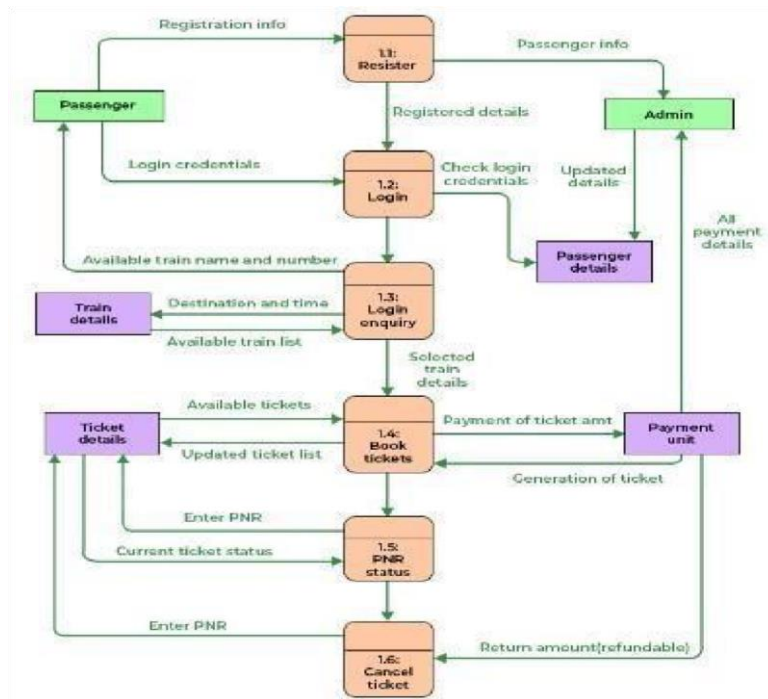 Registration info
1.1:
Resister
Passenger info
Passenger
Admin
Registered details
Login credentials
1.2:
Login
Check login
credentials
Updated
details
All
payment
details
Available train name and number
Passenger
details
1.3:
Login
enquiry
Train
details
Destination and time
Available train list
Selected
train
details
Available tickets
Ticket
details
1.4:
Book
tickets
Payment of ticket amt
Payment
unit
Updated ticket list
Generation of ticket
Enter PNR
1.5:
PNR
status
Current ticket status
Enter PNR
1.6:
Cancel
ticket
Return amount(refundable)